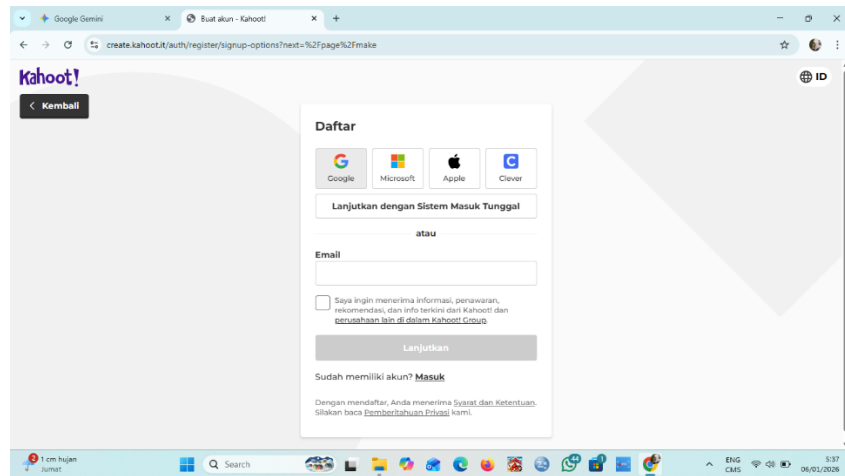 Google Gemini
Buat akun - Kahoot!
create.kahoot.it/auth/register/signup-options?next=%2Fpage%2Fmake
Kahoot!
ID
Kembali
Daftar
Google
Microsoft
Apple
Clever
Lanjutkan dengan Sistem Masuk Tunggal
atau
Email
Saya ingin menerima informasi, penawaran,
rekomendasi, dan info terkini dari Kahoot! dan
perusahaan lain di dalam Kahoot! Group.
Lanjutkan
Sudah memiliki akun? Masuk
Dengan mendaftar, Anda menerima Syarat dan Ketentuan.
Silakan baca Pemberitahuan Privasi kami.
2
1 cm hujan
Jumat
Search
ENG
CMS
5:37
06/01/2026